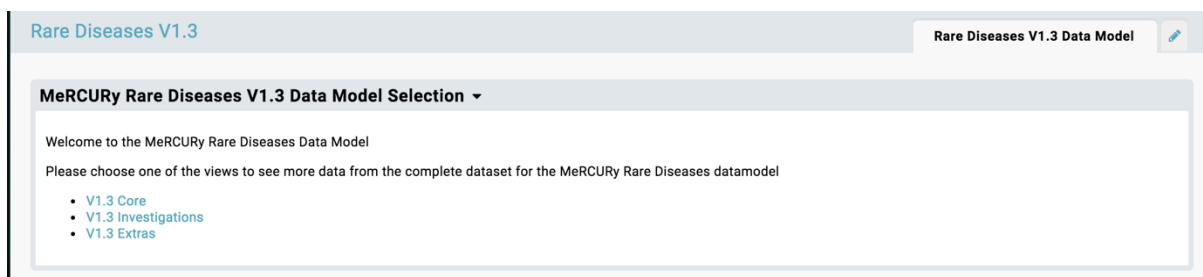 Rare Diseases V1.3
Rare Diseases V1.3 Data Model
MeRCURy Rare Diseases V1.3 Data Model Selection
Welcome to the MeRCURy Rare Diseases Data Model
Please choose one of the views to see more data from the complete dataset for the MeRCURy Rare Diseases datamodel
• V1.3 Core
• V1.3 Investigations
• V1.3 Extras